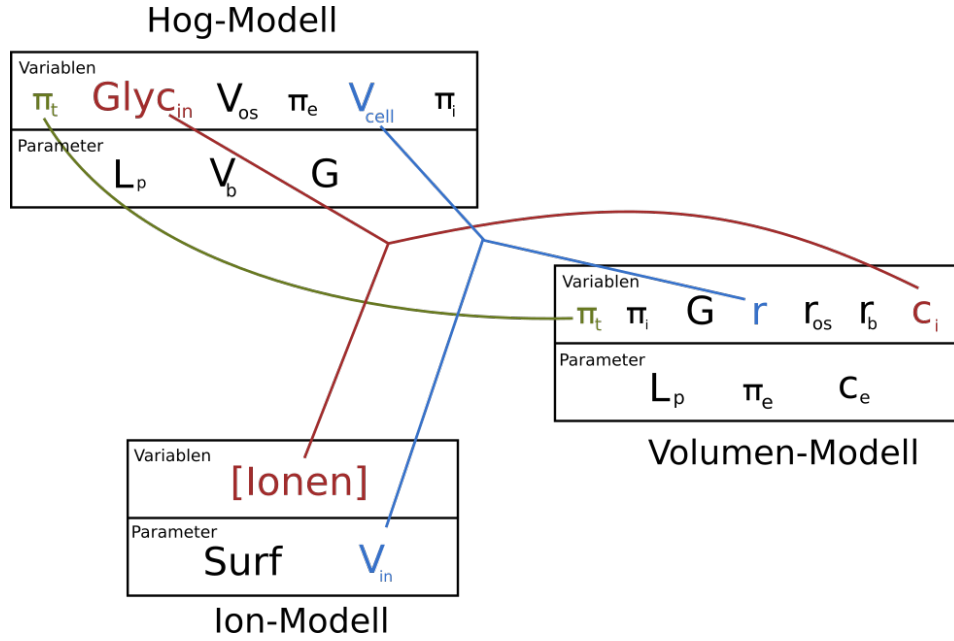 Hog-Modell
Variablen
πt Glycin Vos πe Vcell πi
Parameter
Lp Vb G
Variablen
πt πi G r ros rb ci
Parameter
Lp πe ce
Volumen-Modell
Variablen
[Ionen]
Parameter
Surf Vin
Ion-Modell